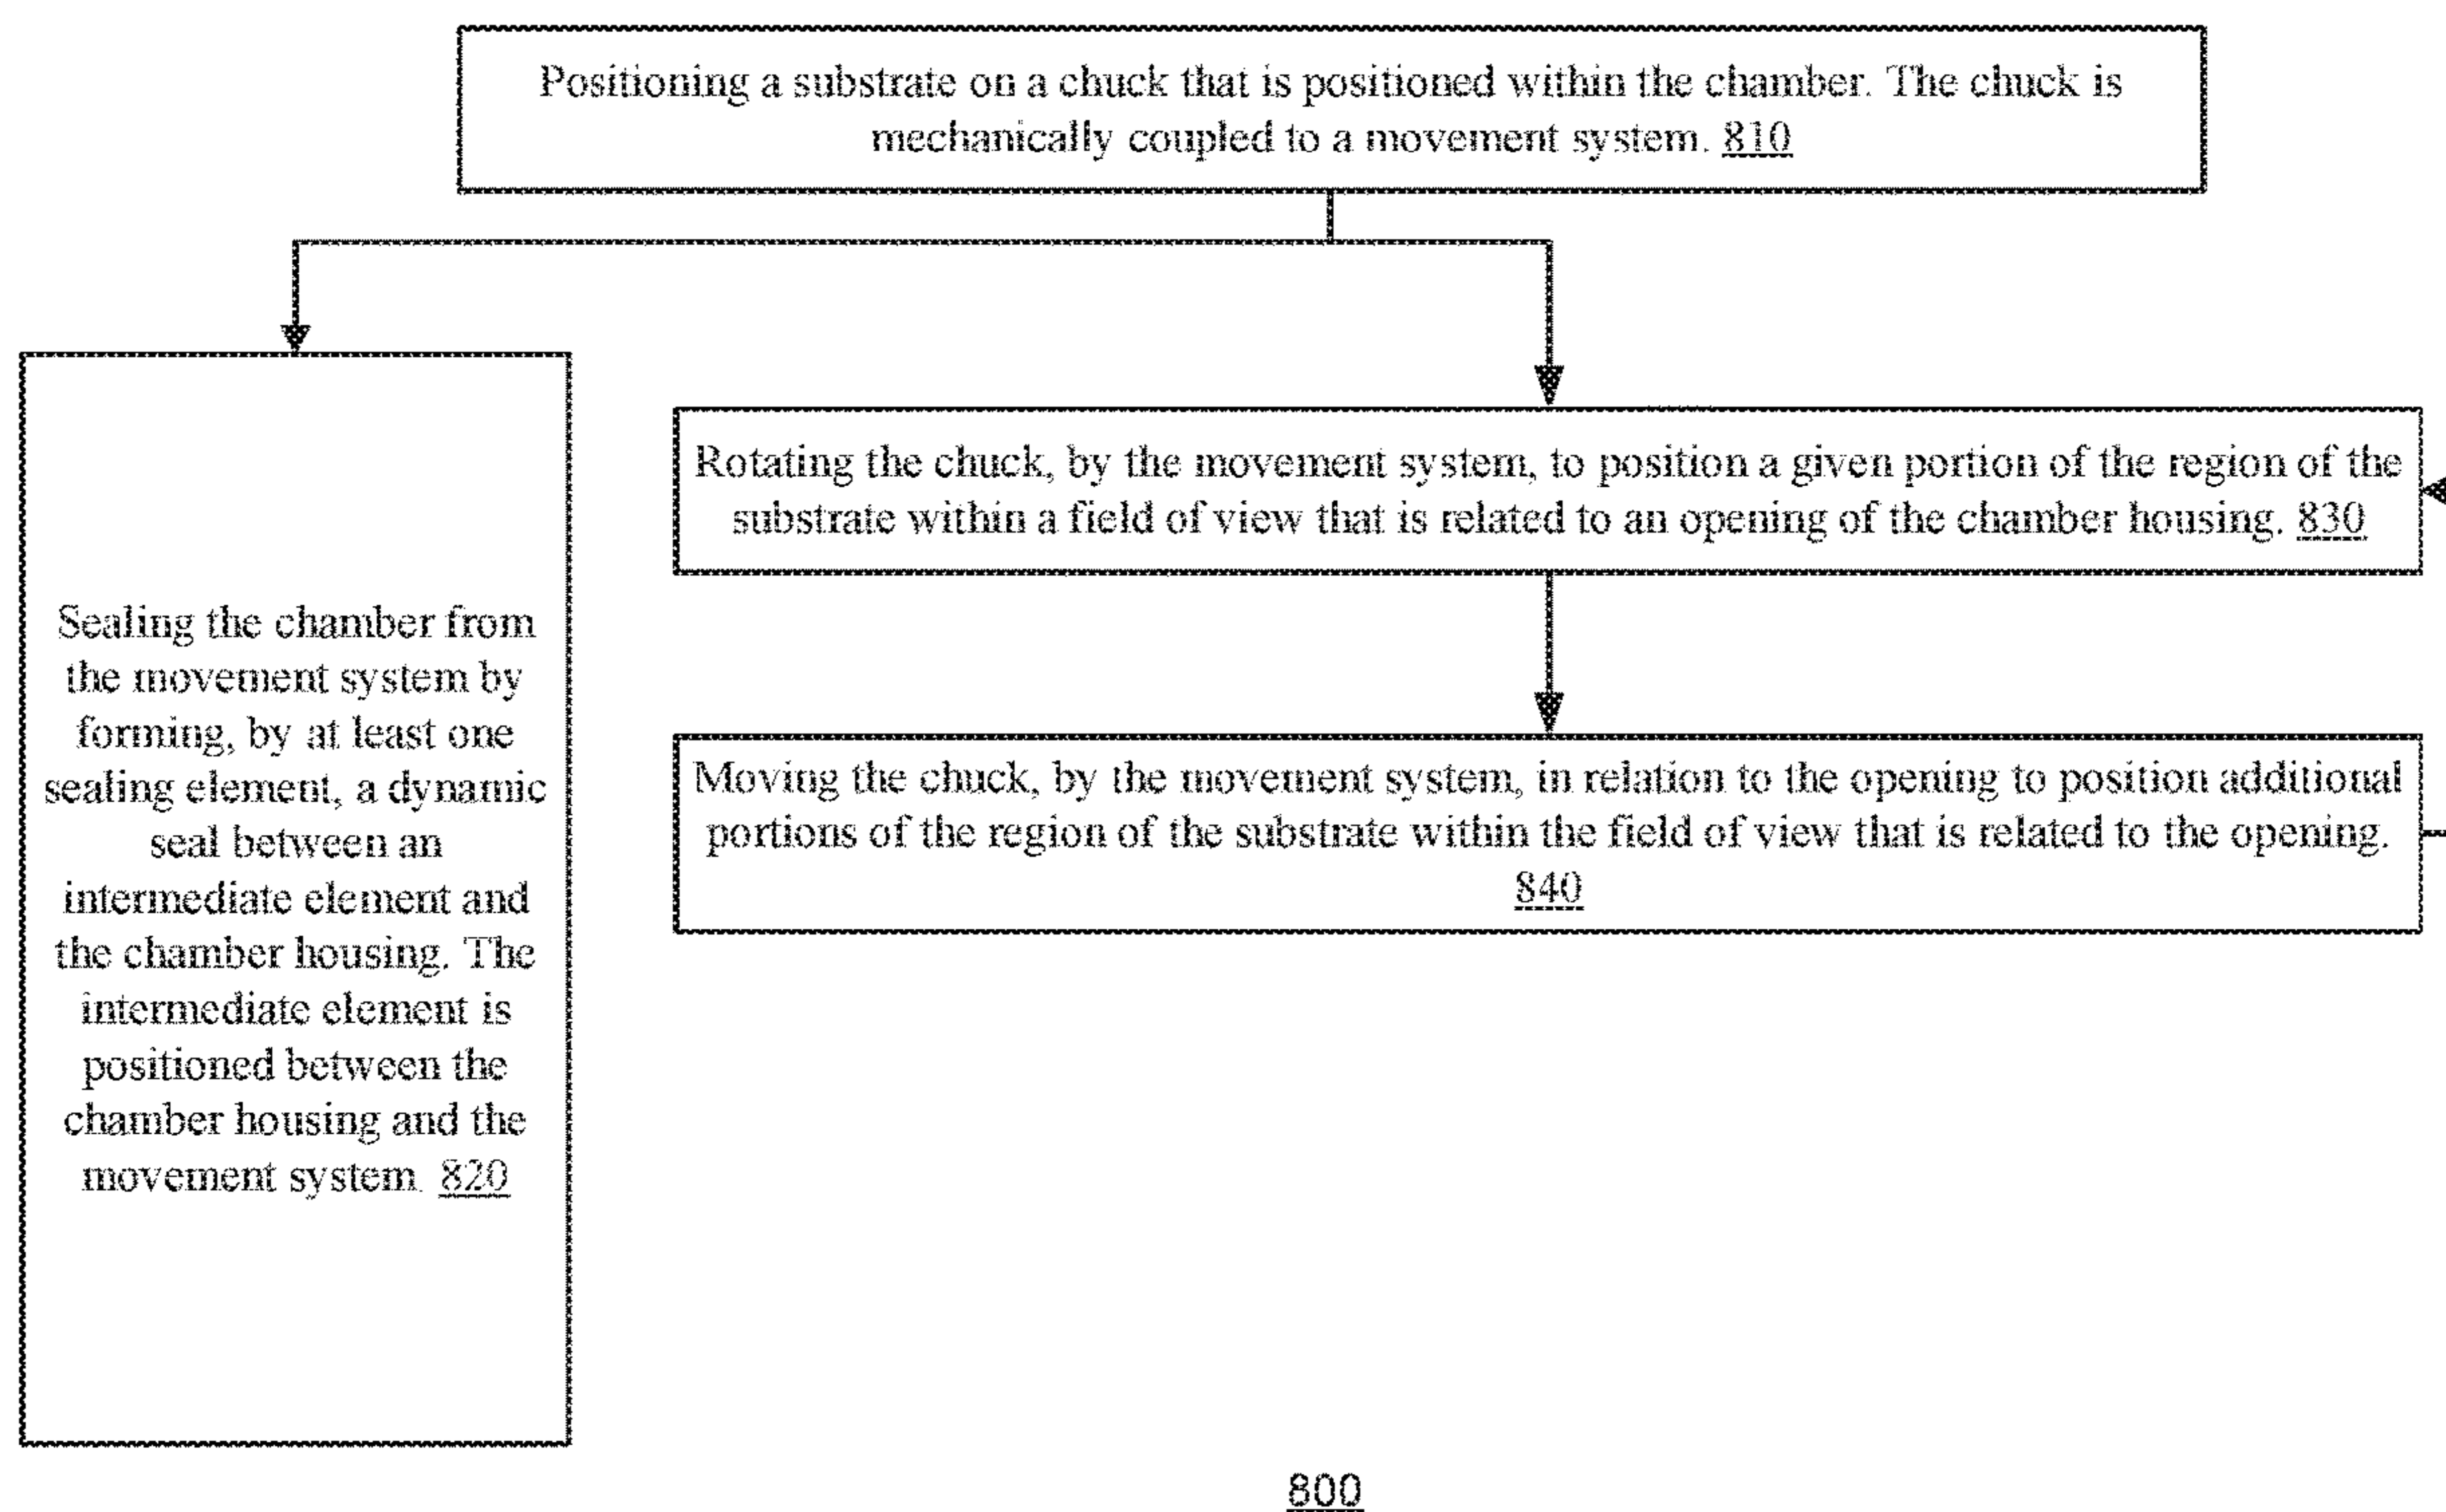 Positioning a substrate on a chuck that is positioned within the chamber. The chuck is
mechanically coupled to a movement system. 810
Sealing the chamber from
the movement system by
forming, by at least one
sealing element, a dynamic
seal between an
intermediate element and
the chamber housing. The
intermediate element is
positioned between the
chamber housing and the
movement system. 820
Rotating the chuck, by the movement system, to position a given portion of the region of the
substrate within a field of view that is related to an opening of the chamber housing. 830
Moving the chuck, by the movement system, in relation to the opening to position additional
portions of the region of the substrate within the field of view that is related to the opening.
840
800